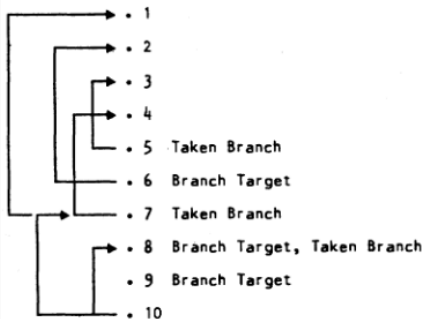 • 1
• 2
• 3
• 4
• 5 Taken Branch
• 6 Branch Target
• 7 Taken Branch
• 8 Branch Target, Taken Branch
• 9 Branch Target
• 10